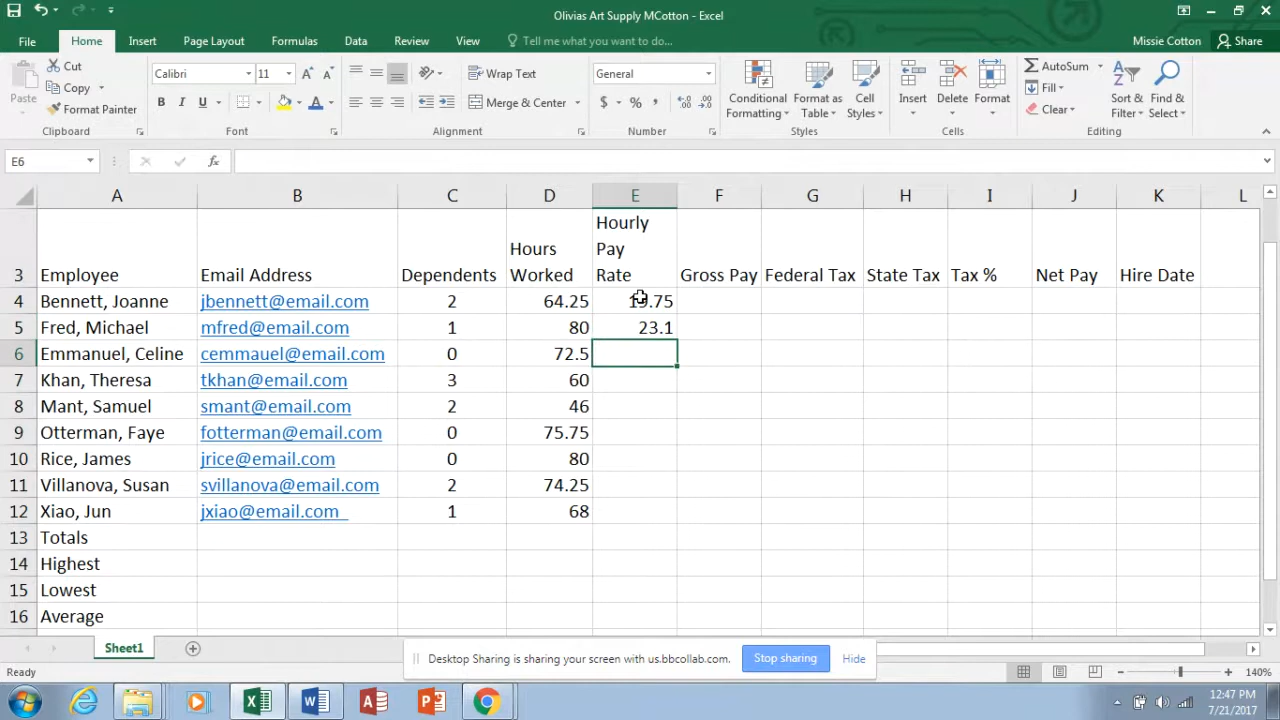 Olivias Art Supply MCotton - Excel
File Home Insert Page Layout Formulas Data Review View Tell me what you want to do... Missie Cotton Share
Paste Cut Copy Format Painter Clipboard
Calibri 11 B I U Font
Wrap Text Merge & Center Alignment
General $ % Number
Conditional Formatting Format as Table Cell Styles Styles
Insert Delete Format Cells
AutoSum Fill Clear Sort & Filter Find & Select Editing
E6 fx
A B C D E F G H I J K L
3 Employee Email Address Dependents Hours Worked Hourly Pay Rate Gross Pay Federal Tax State Tax Tax % Net Pay Hire Date
4 Bennett, Joanne jbennett@email.com 2 64.25
5 Fred, Michael mfred@email.com 1 80 23.1
6 Emmanuel, Celine cemmauel@email.com 0 72.5
7 Khan, Theresa tkhan@email.com 3 60
8 Mant, Samuel smant@email.com 2 46
9 Otterman, Faye fotterman@email.com 0 75.75
10 Rice, James jrice@email.com 0 80
11 Villanova, Susan svillanova@email.com 2 74.25
12 Xiao, Jun jxiao@email.com 1 68
13 Totals
14 Highest
15 Lowest
16 Average
Sheet1
Desktop Sharing is sharing your screen with us.bbcollab.com. Stop sharing Hide
Ready 140%
12:47 PM
7/21/2017